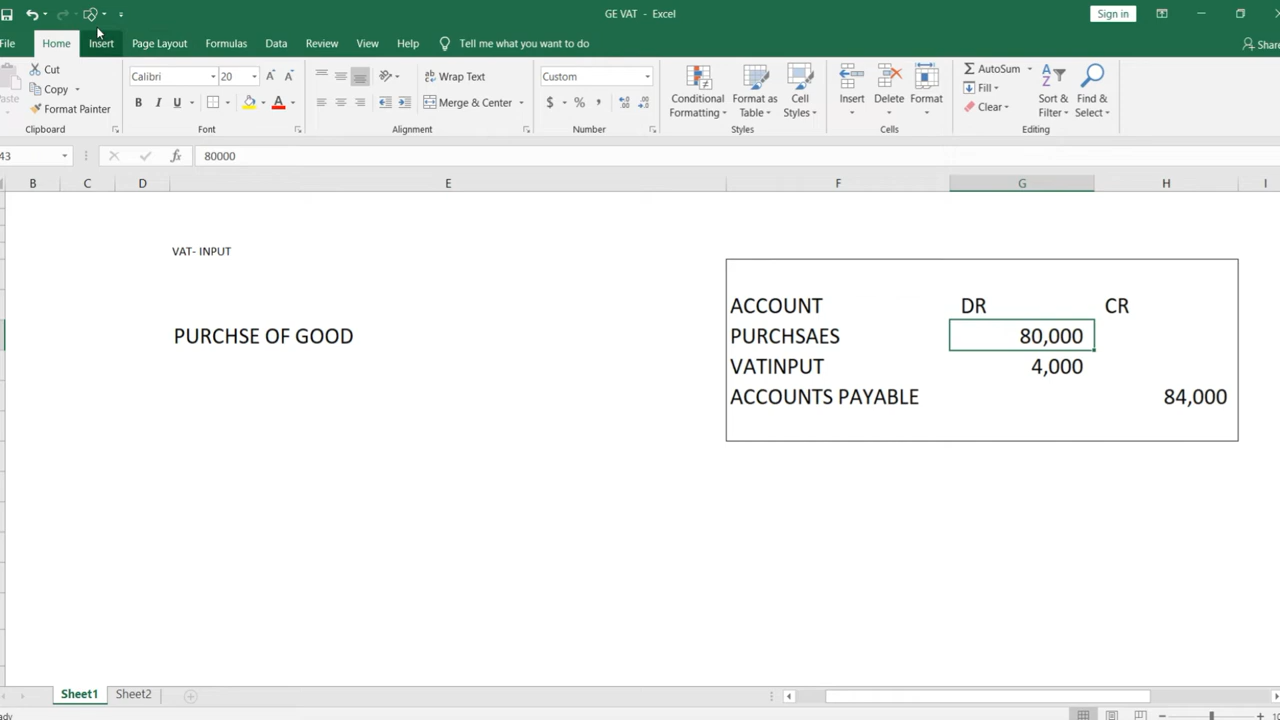 GE VAT - Excel
Sign in
File Home Insert Page Layout Formulas Data Review View Help Tell me what you want to do Share
Cut
Copy
Format Painter
Paste
Clipboard
Calibri 20
B I U
Font
Wrap Text
Merge & Center
Alignment
Custom
$ % ,
Number
Conditional Formatting
Format as Table
Cell Styles
Styles
Insert Delete Format
Cells
AutoSum
Fill
Clear
Sort & Filter
Find & Select
Editing
43 fx 80000
B C D E F G H I
VAT- INPUT
ACCOUNT DR CR
PURCHSE OF GOOD PURCHSAES 80,000
VATINPUT 4,000
ACCOUNTS PAYABLE 84,000
Sheet1 Sheet2
ady